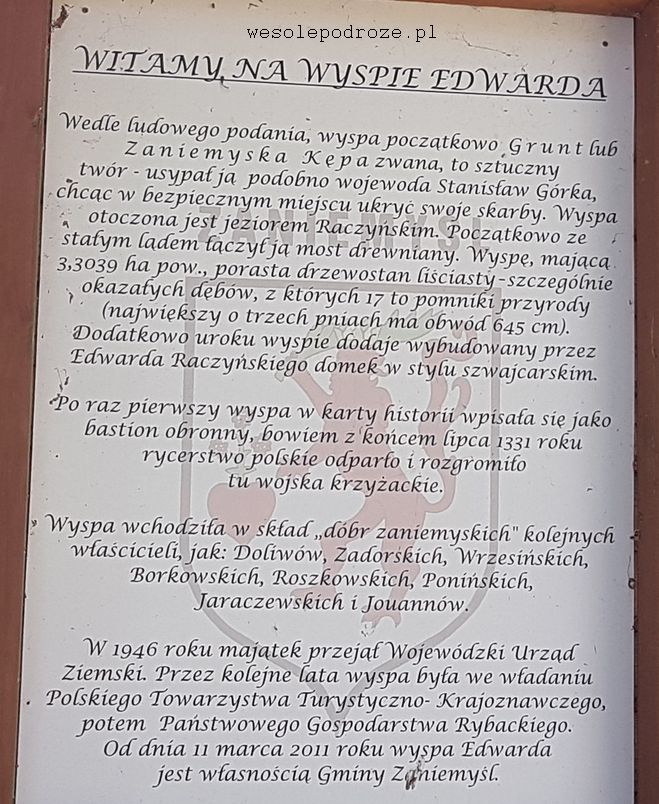 wesolepodroze.pl
WITAMY NA WYSPIE EDWARDA
Wedle ludowego podania, wyspa początkowo Grunt lub
Zaniemyska Kępa zwana, to sztuczny
twór - usypał ją podobno wojewoda Stanisław Górka,
chcąc w bezpiecznym miejscu ukryć swoje skarby. Wyspa
otoczona jest jeziorem Raczyńskim. Początkowo ze
stałym lądem łączył ją most drewniany. Wyspę, mającą
3,3039 ha pow., porasta drzewostan liściasty - szczególnie
okazałych dębów, z których 17 to pomniki przyrody
(największy o trzech pniach ma obwód 645 cm).
Dodatkowo uroku wyspie dodaje wybudowany przez
Edwarda Raczyńskiego domek w stylu szwajcarskim.
ZANIEMYŚL
Po raz pierwszy wyspa w karty historii wpisała się jako
bastion obronny, bowiem z końcem lipca 1331 roku
rycerstwo polskie odparło i rozgromiło
tu wojska krzyżackie.
Wyspa wchodziła w skład „dóbr zaniemyskich" kolejnych
właścicieli, jak: Doliwów, Zadorskich, Wrzesińskich,
Borkowskich, Roszkowskich, Ponińskich,
Jaraczewskich i Jouannów.
W 1946 roku majątek przejął Wojewódzki Urząd
Ziemski. Przez kolejne lata wyspa była we władaniu
Polskiego Towarzystwa Turystyczno- Krajoznawczego,
potem Państwowego Gospodarstwa Rybackiego.
Od dnia 11 marca 2011 roku wyspa Edwarda
jest własnością Gminy Zaniemyśl.